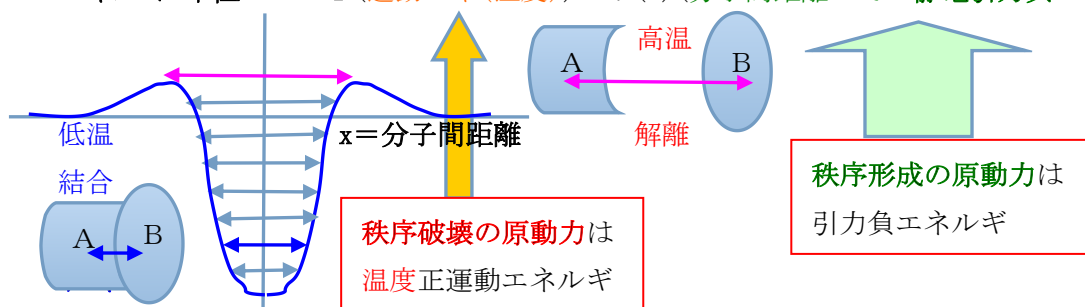 高温
A
B
低温
x＝分子間距離
解離
結合
A
B
秩序破壊の原動力は
温度正運動エネルギ
秩序形成の原動力は
引力負エネルギ